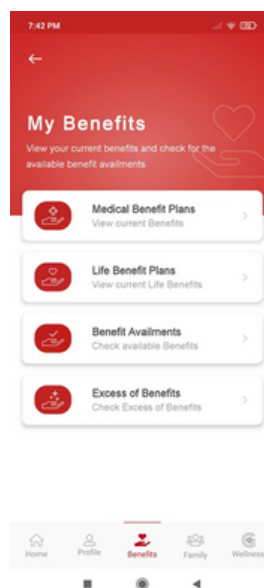 7:42 PM
My Benefits
View your current benefits and check for the
available benefit availments
Medical Benefit Plans
View current Benefits
Life Benefit Plans
View current Life Benefits
Benefit Availments
Check available Benefits
Excess of Benefits
Check Excess of Benefits
Home Profile Benefits Family Wellness